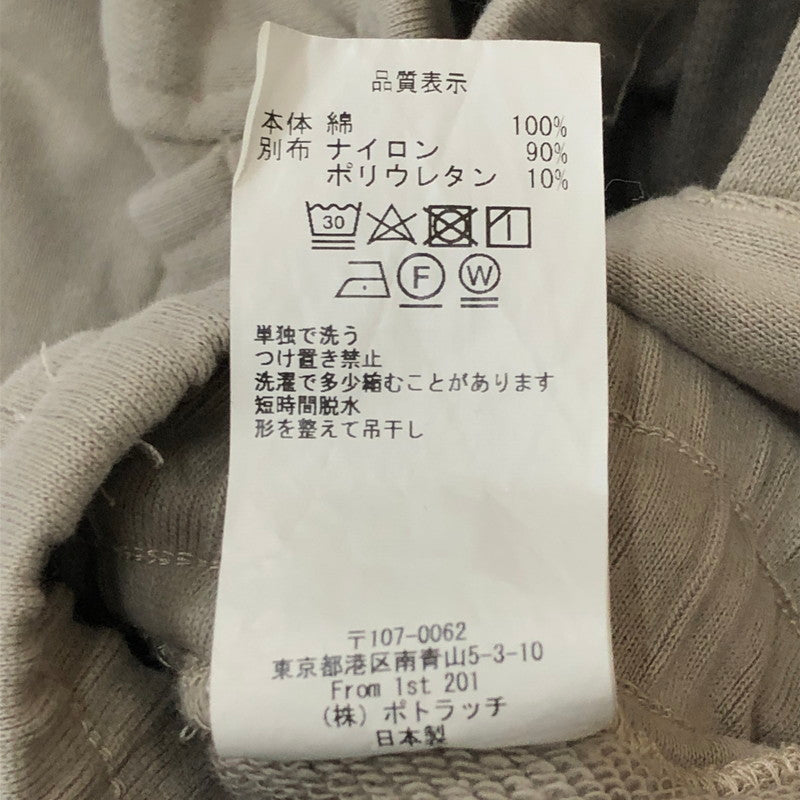 品質表示
本体 綿 100%
別布 ナイロン 90%
ポリウレタン 10%
30
F W
単独で洗う
つけ置き禁止
洗濯で多少縮むことがあります
短時間脱水
形を整えて吊干し
〒107-0062
東京都港区南青山5-3-10
From 1st 201
（株）ポトラッチ
日本製